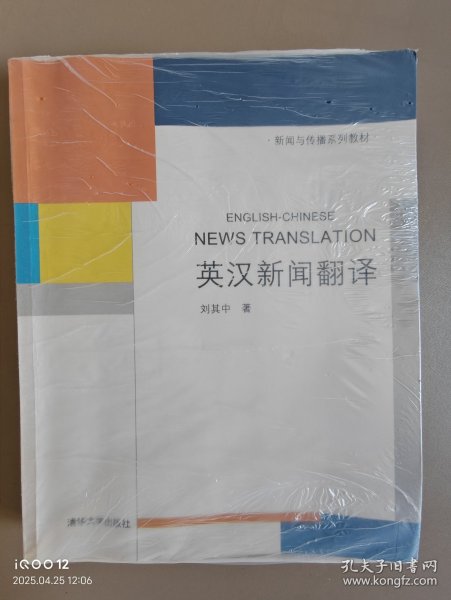 ·新闻与传播系列教材
ENGLISH-CHINESE
NEWS TRANSLATION
英汉新闻翻译
刘其中 著
清华大学出版社
iQOO 12
2025.04.25 12:06
孔夫子旧书网
www.kongfz.com